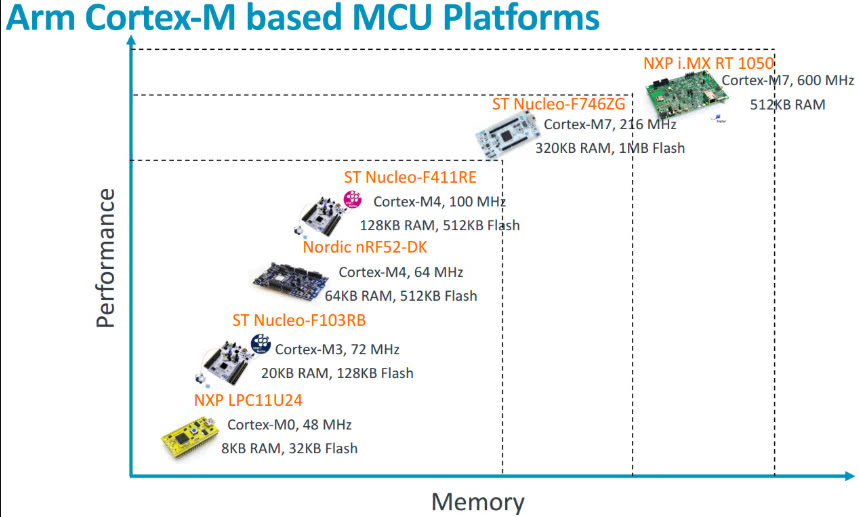 Arm Cortex-M based MCU Platforms
NXP i.MX RT 1050
Cortex-M7, 600 MHz
512KB RAM
ST Nucleo-F746ZG
Cortex-M7, 216 MHz
320KB RAM, 1MB Flash
ST Nucleo-F411RE
Cortex-M4, 100 MHz
128KB RAM, 512KB Flash
Nordic nRF52-DK
Cortex-M4, 64 MHz
64KB RAM, 512KB Flash
ST Nucleo-F103RB
Cortex-M3, 72 MHz
20KB RAM, 128KB Flash
NXP LPC11U24
Cortex-M0, 48 MHz
8KB RAM, 32KB Flash
Performance
Memory